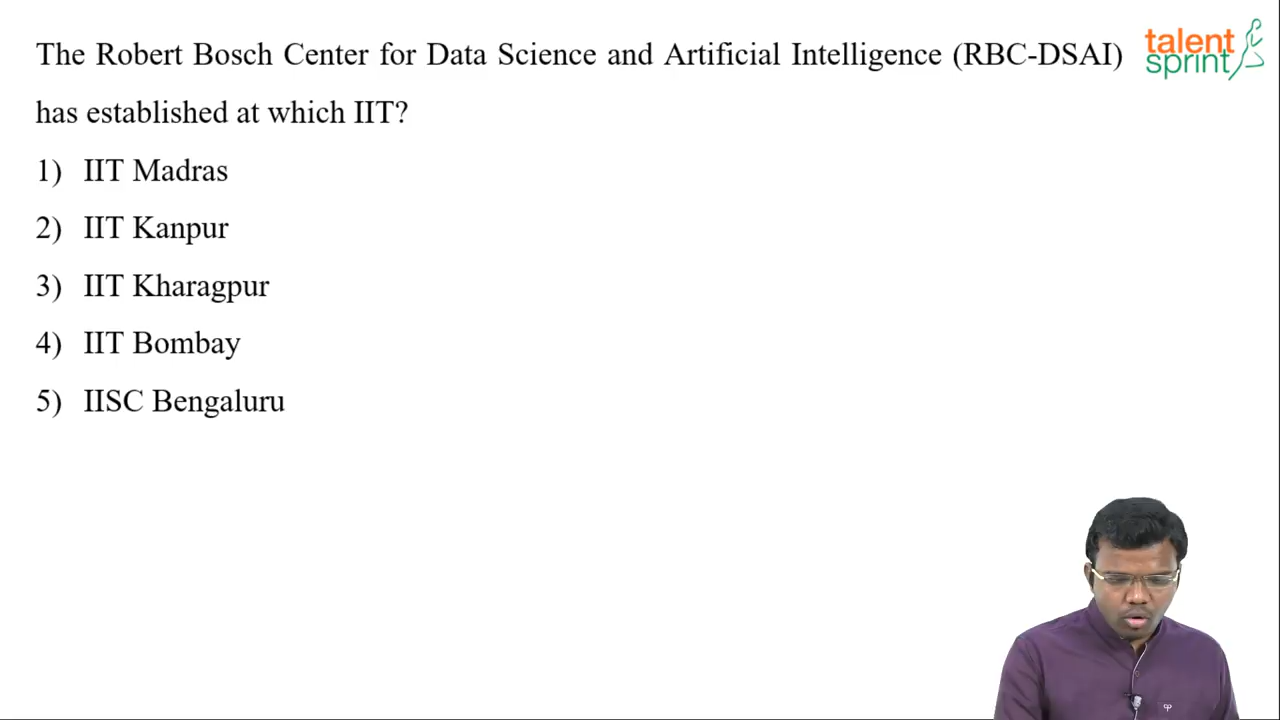 The Robert Bosch Center for Data Science and Artificial Intelligence (RBC-DSAI)
has established at which IIT?
1) IIT Madras
2) IIT Kanpur
3) IIT Kharagpur
4) IIT Bombay
5) IISC Bengaluru
talent
sprint